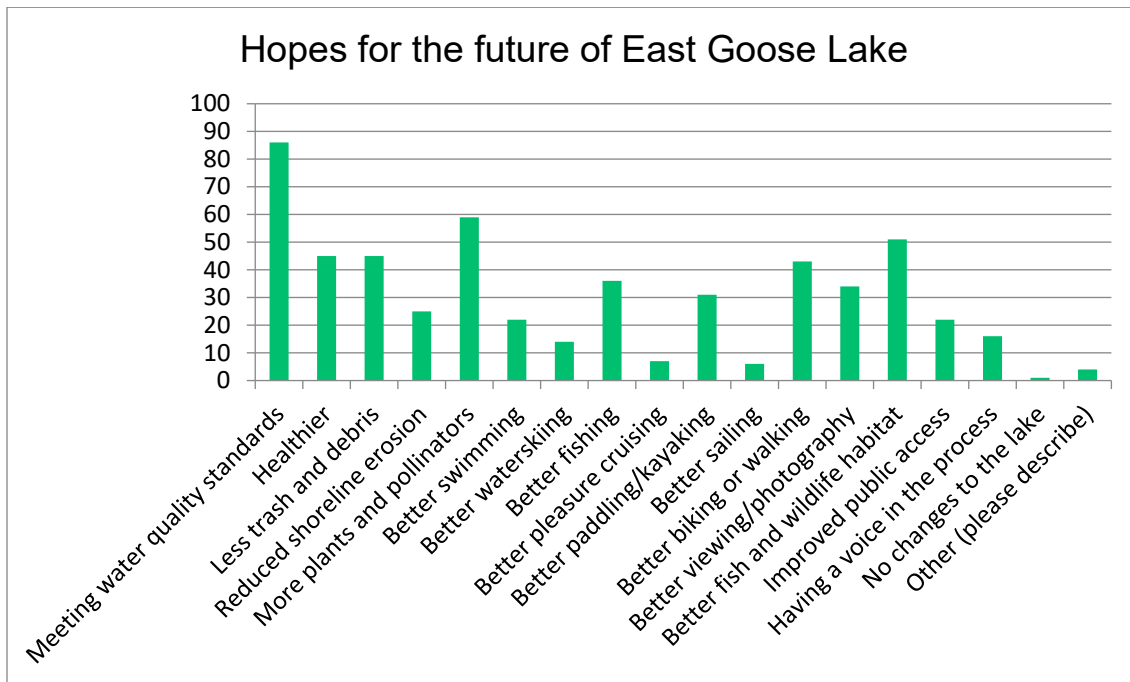 Hopes for the future of East Goose Lake
100
90
80
70
60
50
40
30
20
10
0
Meeting water quality standards
Healthier
Less trash and debris
Reduced shoreline erosion
More plants and pollinators
Better swimming
Better waterskiing
Better fishing
Better pleasure cruising
Better paddling/kayaking
Better sailing
Better biking or walking
Better viewing/photography
Better fish and wildlife habitat
Improved public access
Having a voice in the process
No changes to the lake
Other (please describe)